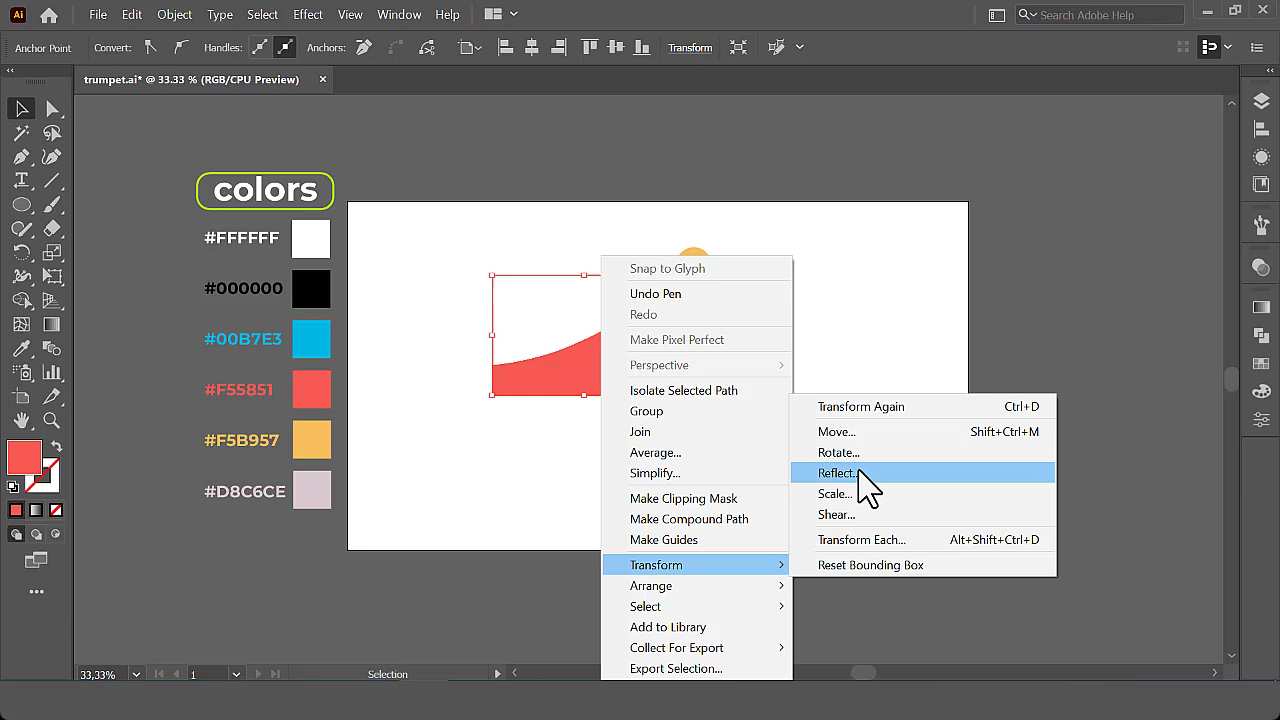 Ai File Edit Object Type Select Effect View Window Help Search Adobe Help
Anchor Point Convert: Handles: Anchors: Transform
trumpet.ai* @ 33.33 % (RGB/CPU Preview)
colors
#FFFFFF
#000000
#00B7E3
#F55851
#F5B957
#D8C6CE
Snap to Glyph
Undo Pen
Redo
Make Pixel Perfect
Perspective
Isolate Selected Path
Group
Join
Average...
Simplify...
Make Clipping Mask
Make Compound Path
Make Guides
Transform
Arrange
Select
Add to Library
Collect For Export
Export Selection...
Transform Again Ctrl+D
Move... Shift+Ctrl+M
Rotate...
Reflect...
Scale...
Shear...
Transform Each... Alt+Shift+Ctrl+D
Reset Bounding Box
33,33% 1 Selection